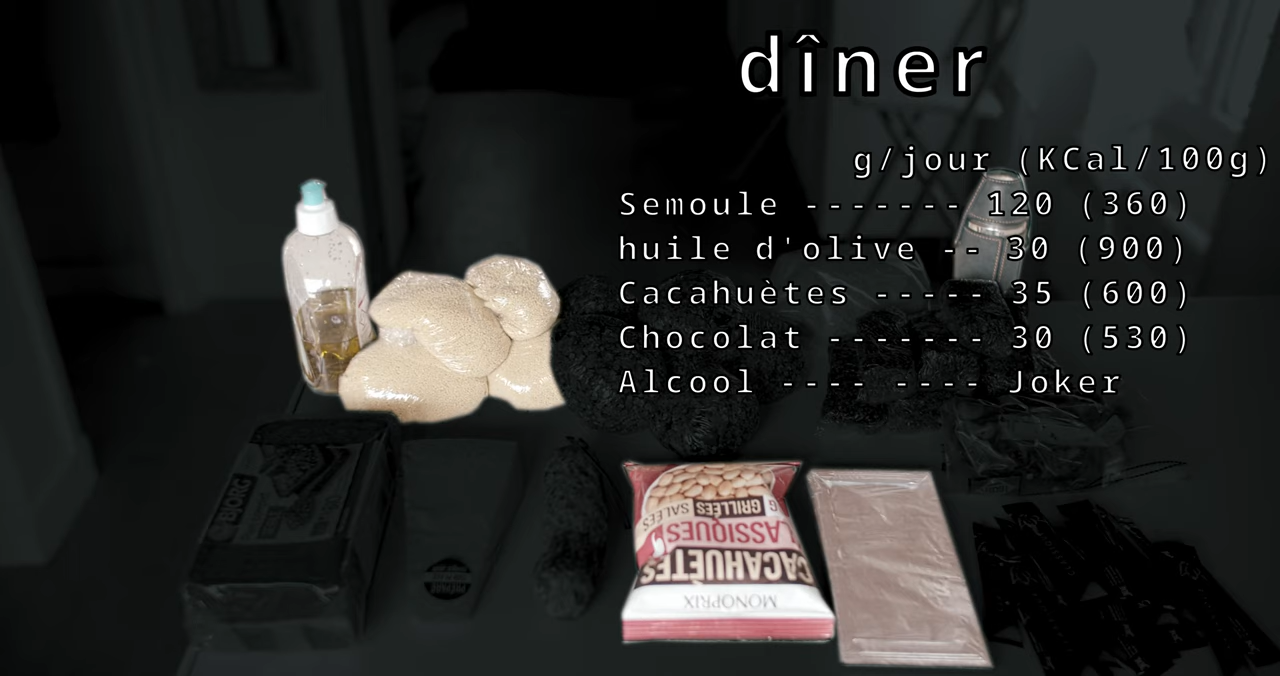 dîner
g/jour (KCal/100g)
Semoule ------- 120 (360)
huile d'olive -- 30 (900)
Cacahuètes ----- 35 (600)
Chocolat ------- 30 (530)
Alcool ---- ---- Joker
BJORG
GRILLÉES SALÉES
CLASSIQUES
CACAHUÈTES
MONOPRIX